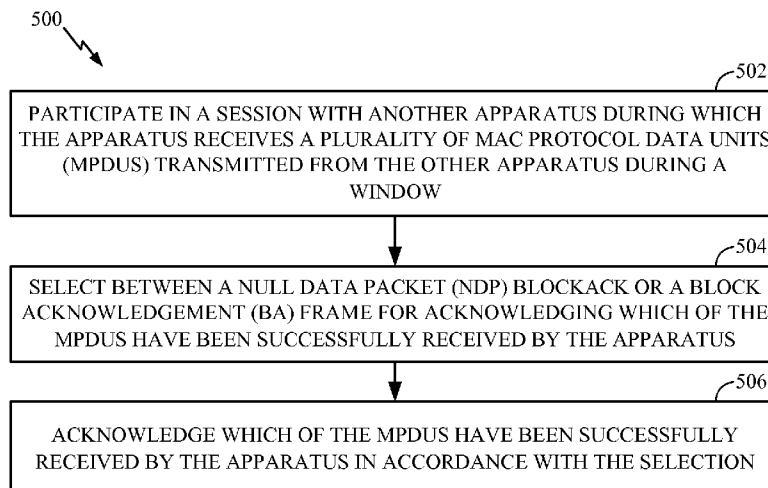 500
502
PARTICIPATE IN A SESSION WITH ANOTHER APPARATUS DURING WHICH
THE APPARATUS RECEIVES A PLURALITY OF MAC PROTOCOL DATA UNITS
(MPDUS) TRANSMITTED FROM THE OTHER APPARATUS DURING A
WINDOW
504
SELECT BETWEEN A NULL DATA PACKET (NDP) BLOCKACK OR A BLOCK
ACKNOWLEDGEMENT (BA) FRAME FOR ACKNOWLEDGING WHICH OF THE
MPDUS HAVE BEEN SUCCESSFULLY RECEIVED BY THE APPARATUS
506
ACKNOWLEDGE WHICH OF THE MPDUS HAVE BEEN SUCCESSFULLY
RECEIVED BY THE APPARATUS IN ACCORDANCE WITH THE SELECTION